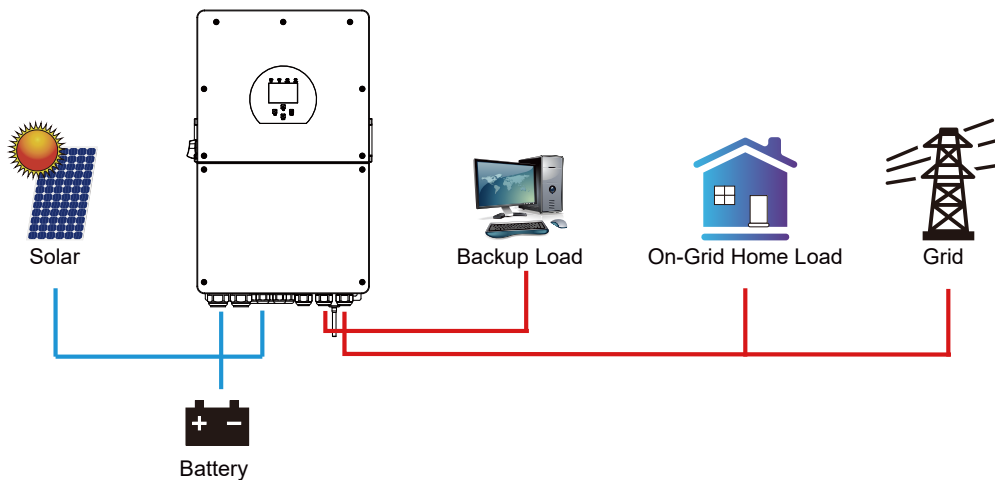 Solar
Backup Load
On-Grid Home Load
Grid
+ −
Battery